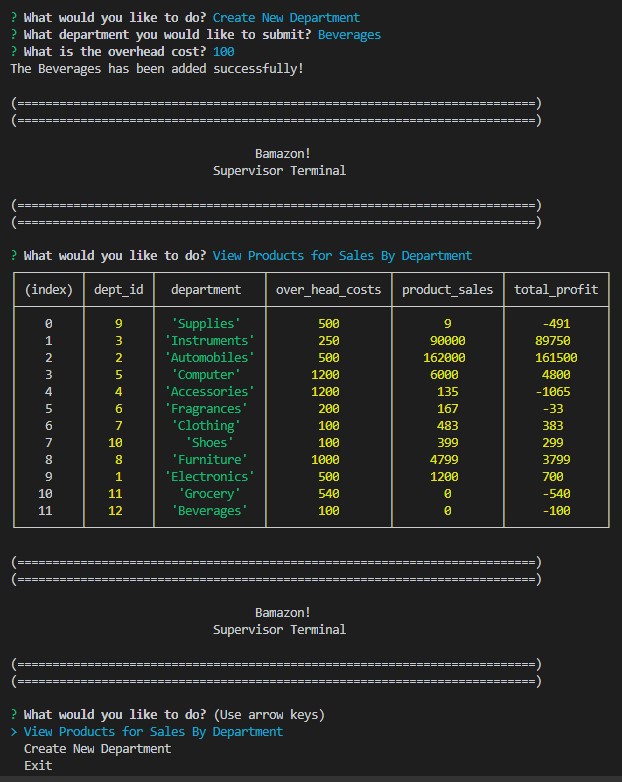 ? What would you like to do? Create New Department
? What department you would like to submit? Beverages
? What is the overhead cost? 100
The Beverages has been added successfully!
(==========================================================================)
(==========================================================================)
Bamazon!
Supervisor Terminal
(==========================================================================)
(==========================================================================)
? What would you like to do? View Products for Sales By Department
(index) dept_id department over_head_costs product_sales total_profit
0 9 'Supplies' 500 9 -491
1 3 'Instruments' 250 90000 89750
2 2 'Automobiles' 500 162000 161500
3 5 'Computer' 1200 6000 4800
4 4 'Accessories' 1200 135 -1065
5 6 'Fragrances' 200 167 -33
6 7 'Clothing' 100 483 383
7 10 'Shoes' 100 399 299
8 8 'Furniture' 1000 4799 3799
9 1 'Electronics' 500 1200 700
10 11 'Grocery' 540 0 -540
11 12 'Beverages' 100 0 -100
(==========================================================================)
(==========================================================================)
Bamazon!
Supervisor Terminal
(==========================================================================)
(==========================================================================)
? What would you like to do? (Use arrow keys)
> View Products for Sales By Department
Create New Department
Exit